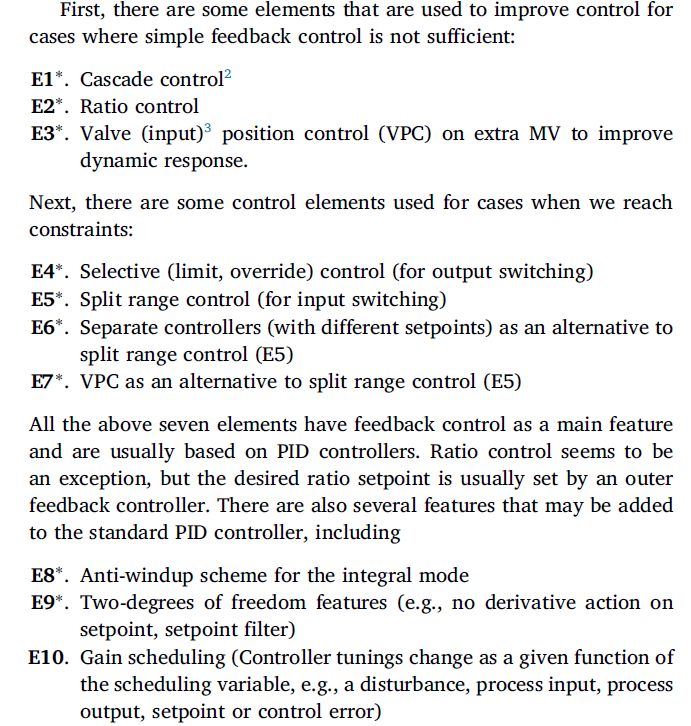 First, there are some elements that are used to improve control for
cases where simple feedback control is not sufficient:
E1*. Cascade control2
E2*. Ratio control
E3*. Valve (input)3 position control (VPC) on extra MV to improve
dynamic response.
Next, there are some control elements used for cases when we reach
constraints:
E4*. Selective (limit, override) control (for output switching)
E5*. Split range control (for input switching)
E6*. Separate controllers (with different setpoints) as an alternative to
split range control (E5)
E7*. VPC as an alternative to split range control (E5)
All the above seven elements have feedback control as a main feature
and are usually based on PID controllers. Ratio control seems to be
an exception, but the desired ratio setpoint is usually set by an outer
feedback controller. There are also several features that may be added
to the standard PID controller, including
E8*. Anti-windup scheme for the integral mode
E9*. Two-degrees of freedom features (e.g., no derivative action on
setpoint, setpoint filter)
E10. Gain scheduling (Controller tunings change as a given function of
the scheduling variable, e.g., a disturbance, process input, process
output, setpoint or control error)